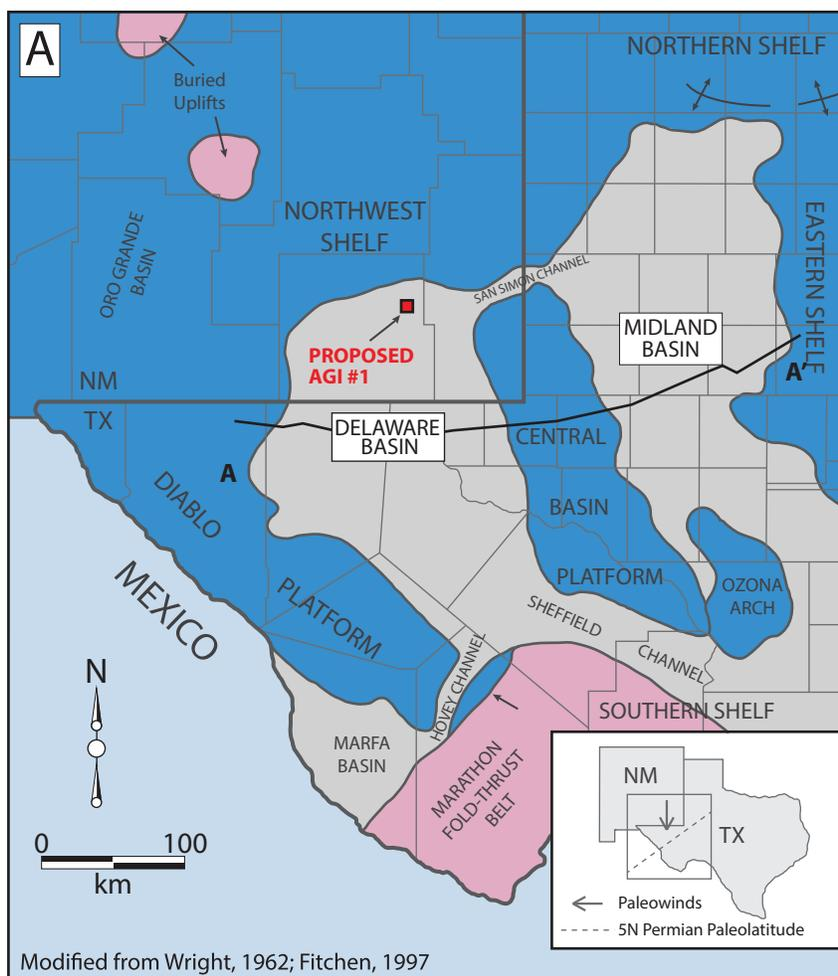 A
NORTHERN SHELF
Buried
Uplifts
NORTHWEST
SHELF
ORO GRANDE
BASIN
EASTERN SHELF
SAN SIMON CHANNEL
MIDLAND
BASIN
PROPOSED
AGI #1
NM
TX
A'
DELAWARE
BASIN
CENTRAL
BASIN
PLATFORM
A
DIABLO
PLATFORM
OZONA
ARCH
MEXICO
SHEFFIELD
CHANNEL
HOVEY CHANNEL
N
SOUTHERN SHELF
MARFA
BASIN
MARATHON
FOLD-THRUST
BELT
0 100
km
NM
TX
Paleowinds
5N Permian Paleolatitude
Modified from Wright, 1962; Fitchen, 1997